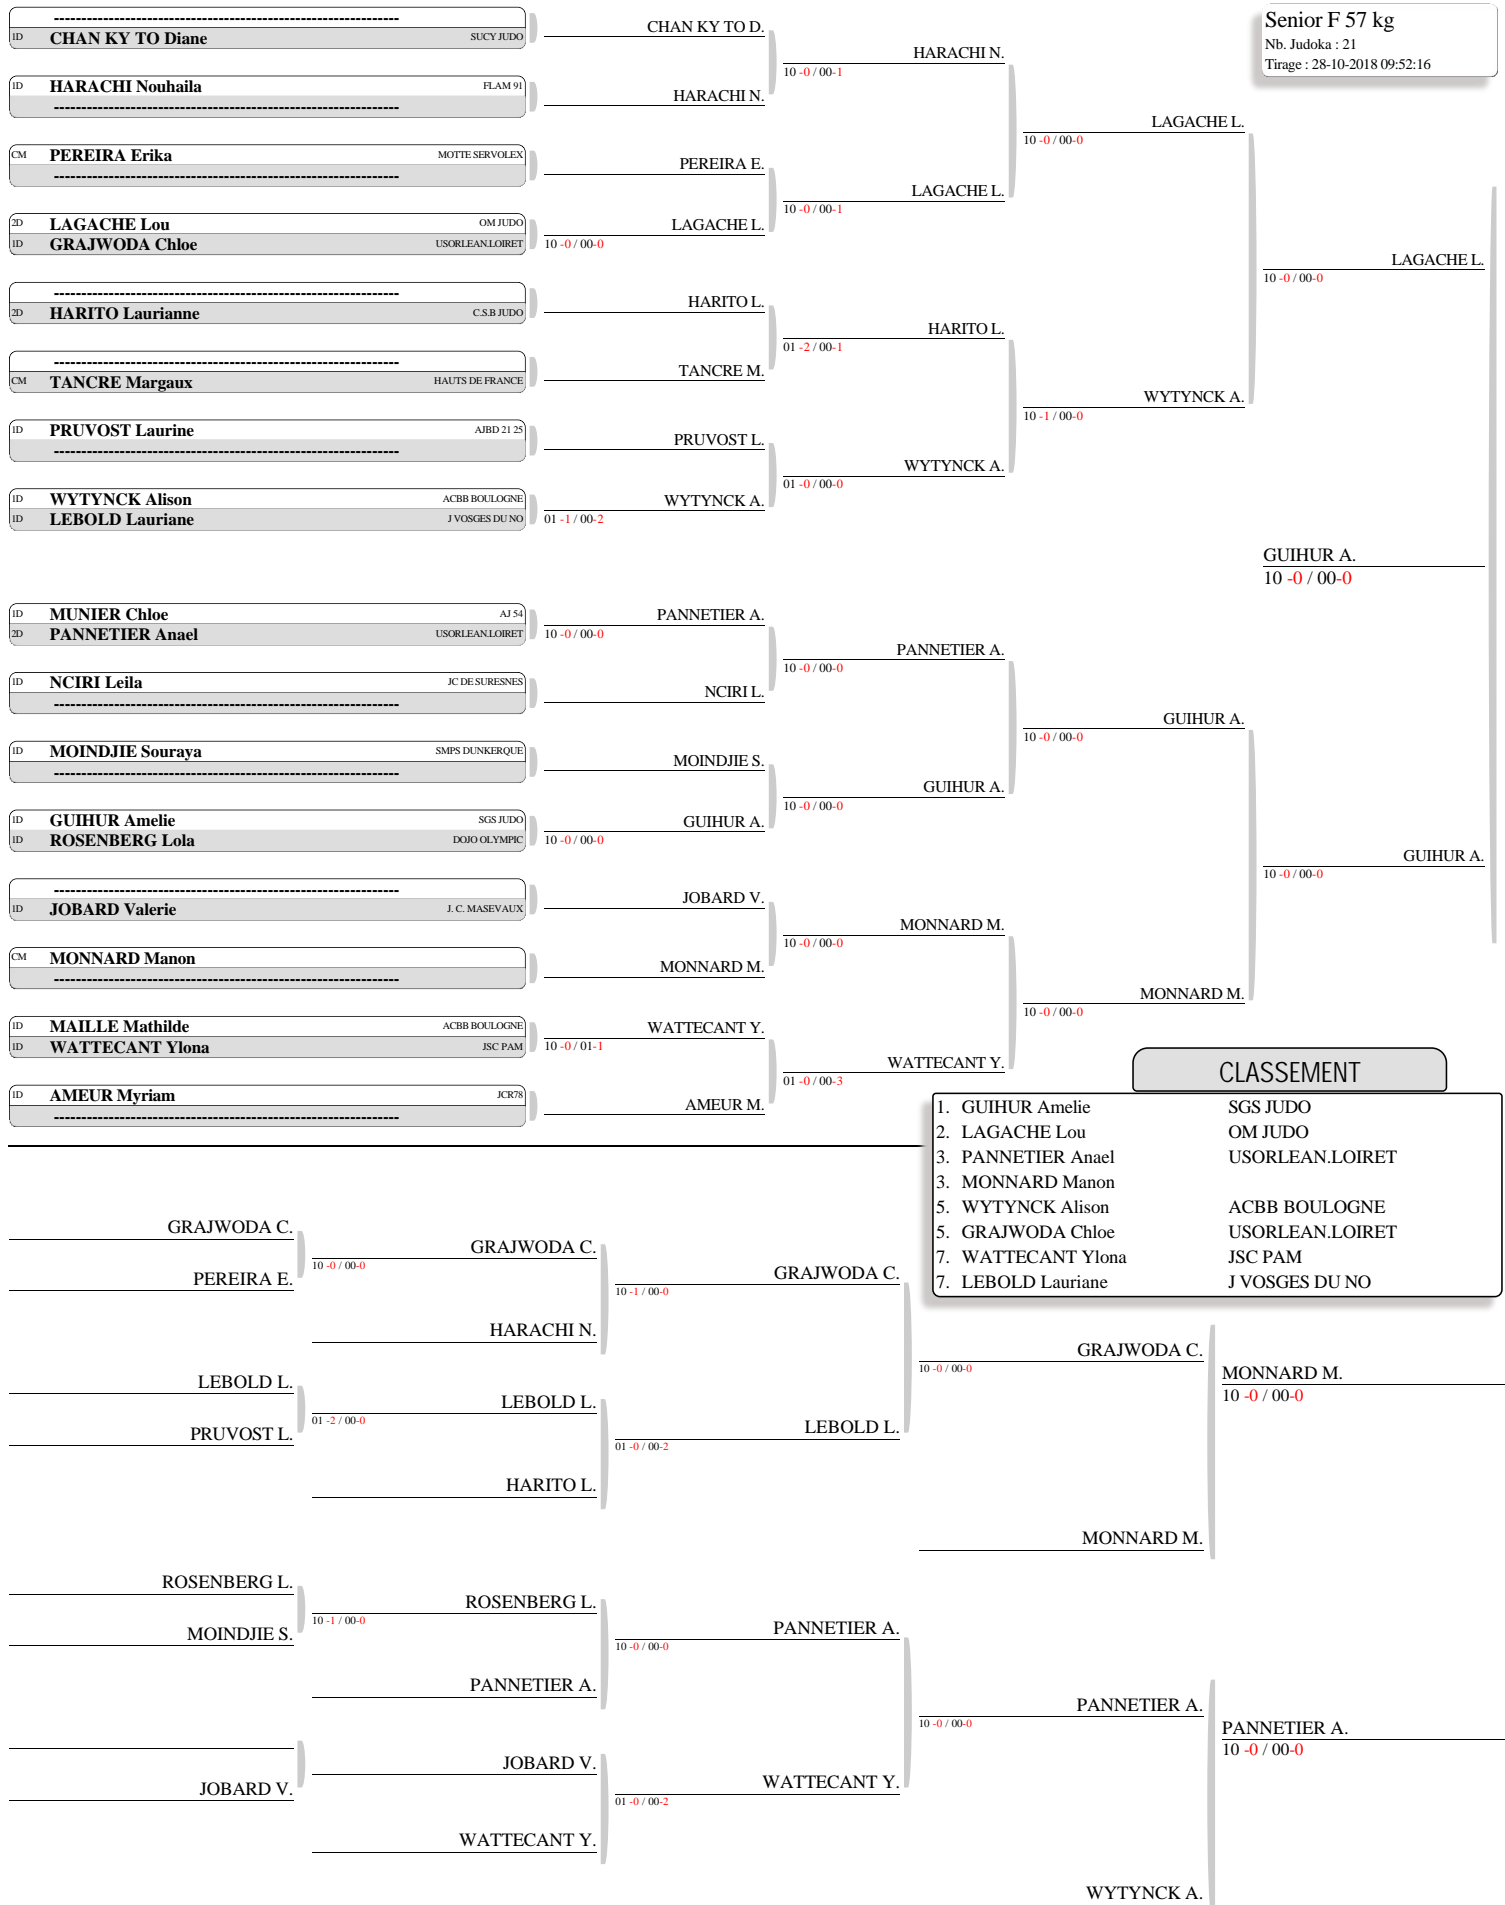 Senior F 57 kg
Nb. Judoka : 21
Tirage : 28-10-2018 09:52:16
----------------------------------------------------------------
1D CHAN KY TO Diane SUCY JUDO
1D HARACHI Nouhaila FLAM 91
----------------------------------------------------------------
CM PEREIRA Erika MOTTE SERVOLEX
----------------------------------------------------------------
2D LAGACHE Lou OM JUDO
1D GRAJWODA Chloe USORLEAN.LOIRET
----------------------------------------------------------------
2D HARITO Laurianne C.S.B JUDO
----------------------------------------------------------------
CM TANCRE Margaux HAUTS DE FRANCE
1D PRUVOST Laurine AJBD 21 25
----------------------------------------------------------------
1D WYTYNCK Alison ACBB BOULOGNE
1D LEBOLD Lauriane J VOSGES DU NO
1D MUNIER Chloe AJ 54
2D PANNETIER Anael USORLEAN.LOIRET
1D NCIRI Leila JC DE SURESNES
----------------------------------------------------------------
1D MOINDJIE Souraya SMPS DUNKERQUE
----------------------------------------------------------------
1D GUIHUR Amelie SGS JUDO
1D ROSENBERG Lola DOJO OLYMPIC
----------------------------------------------------------------
1D JOBARD Valerie J. C. MASEVAUX
CM MONNARD Manon
----------------------------------------------------------------
1D MAILLE Mathilde ACBB BOULOGNE
1D WATTECANT Ylona JSC PAM
1D AMEUR Myriam JCR78
----------------------------------------------------------------
CHAN KY TO D.
HARACHI N.
PEREIRA E.
LAGACHE L.
10 -0 / 00-0
HARITO L.
TANCRE M.
PRUVOST L.
WYTYNCK A.
01 -1 / 00-2
PANNETIER A.
10 -0 / 00-0
NCIRI L.
MOINDJIE S.
GUIHUR A.
10 -0 / 00-0
JOBARD V.
MONNARD M.
WATTECANT Y.
10 -0 / 01-1
AMEUR M.
HARACHI N.
10 -0 / 00-1
LAGACHE L.
10 -0 / 00-1
HARITO L.
01 -2 / 00-1
WYTYNCK A.
01 -0 / 00-0
PANNETIER A.
10 -0 / 00-0
GUIHUR A.
10 -0 / 00-0
MONNARD M.
10 -0 / 00-0
WATTECANT Y.
01 -0 / 00-3
LAGACHE L.
10 -0 / 00-0
WYTYNCK A.
10 -1 / 00-0
GUIHUR A.
10 -0 / 00-0
MONNARD M.
10 -0 / 00-0
LAGACHE L.
10 -0 / 00-0
GUIHUR A.
10 -0 / 00-0
GUIHUR A.
10 -0 / 00-0
CLASSEMENT
1. GUIHUR Amelie SGS JUDO
2. LAGACHE Lou OM JUDO
3. PANNETIER Anael USORLEAN.LOIRET
3. MONNARD Manon
5. WYTYNCK Alison ACBB BOULOGNE
5. GRAJWODA Chloe USORLEAN.LOIRET
7. WATTECANT Ylona JSC PAM
7. LEBOLD Lauriane J VOSGES DU NO
GRAJWODA C.
PEREIRA E.
LEBOLD L.
PRUVOST L.
ROSENBERG L.
MOINDJIE S.
JOBARD V.
GRAJWODA C.
10 -0 / 00-0
HARACHI N.
LEBOLD L.
01 -2 / 00-0
HARITO L.
ROSENBERG L.
10 -1 / 00-0
PANNETIER A.
JOBARD V.
WATTECANT Y.
GRAJWODA C.
10 -1 / 00-0
LEBOLD L.
01 -0 / 00-2
PANNETIER A.
10 -0 / 00-0
WATTECANT Y.
01 -0 / 00-2
GRAJWODA C.
10 -0 / 00-0
MONNARD M.
PANNETIER A.
10 -0 / 00-0
WYTYNCK A.
MONNARD M.
10 -0 / 00-0
PANNETIER A.
10 -0 / 00-0